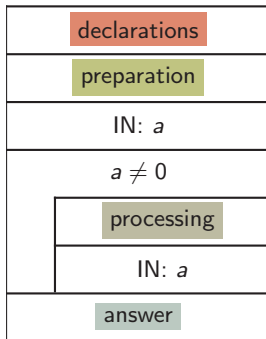 declarations
preparation
IN: a
a ≠ 0
processing
IN: a
answer